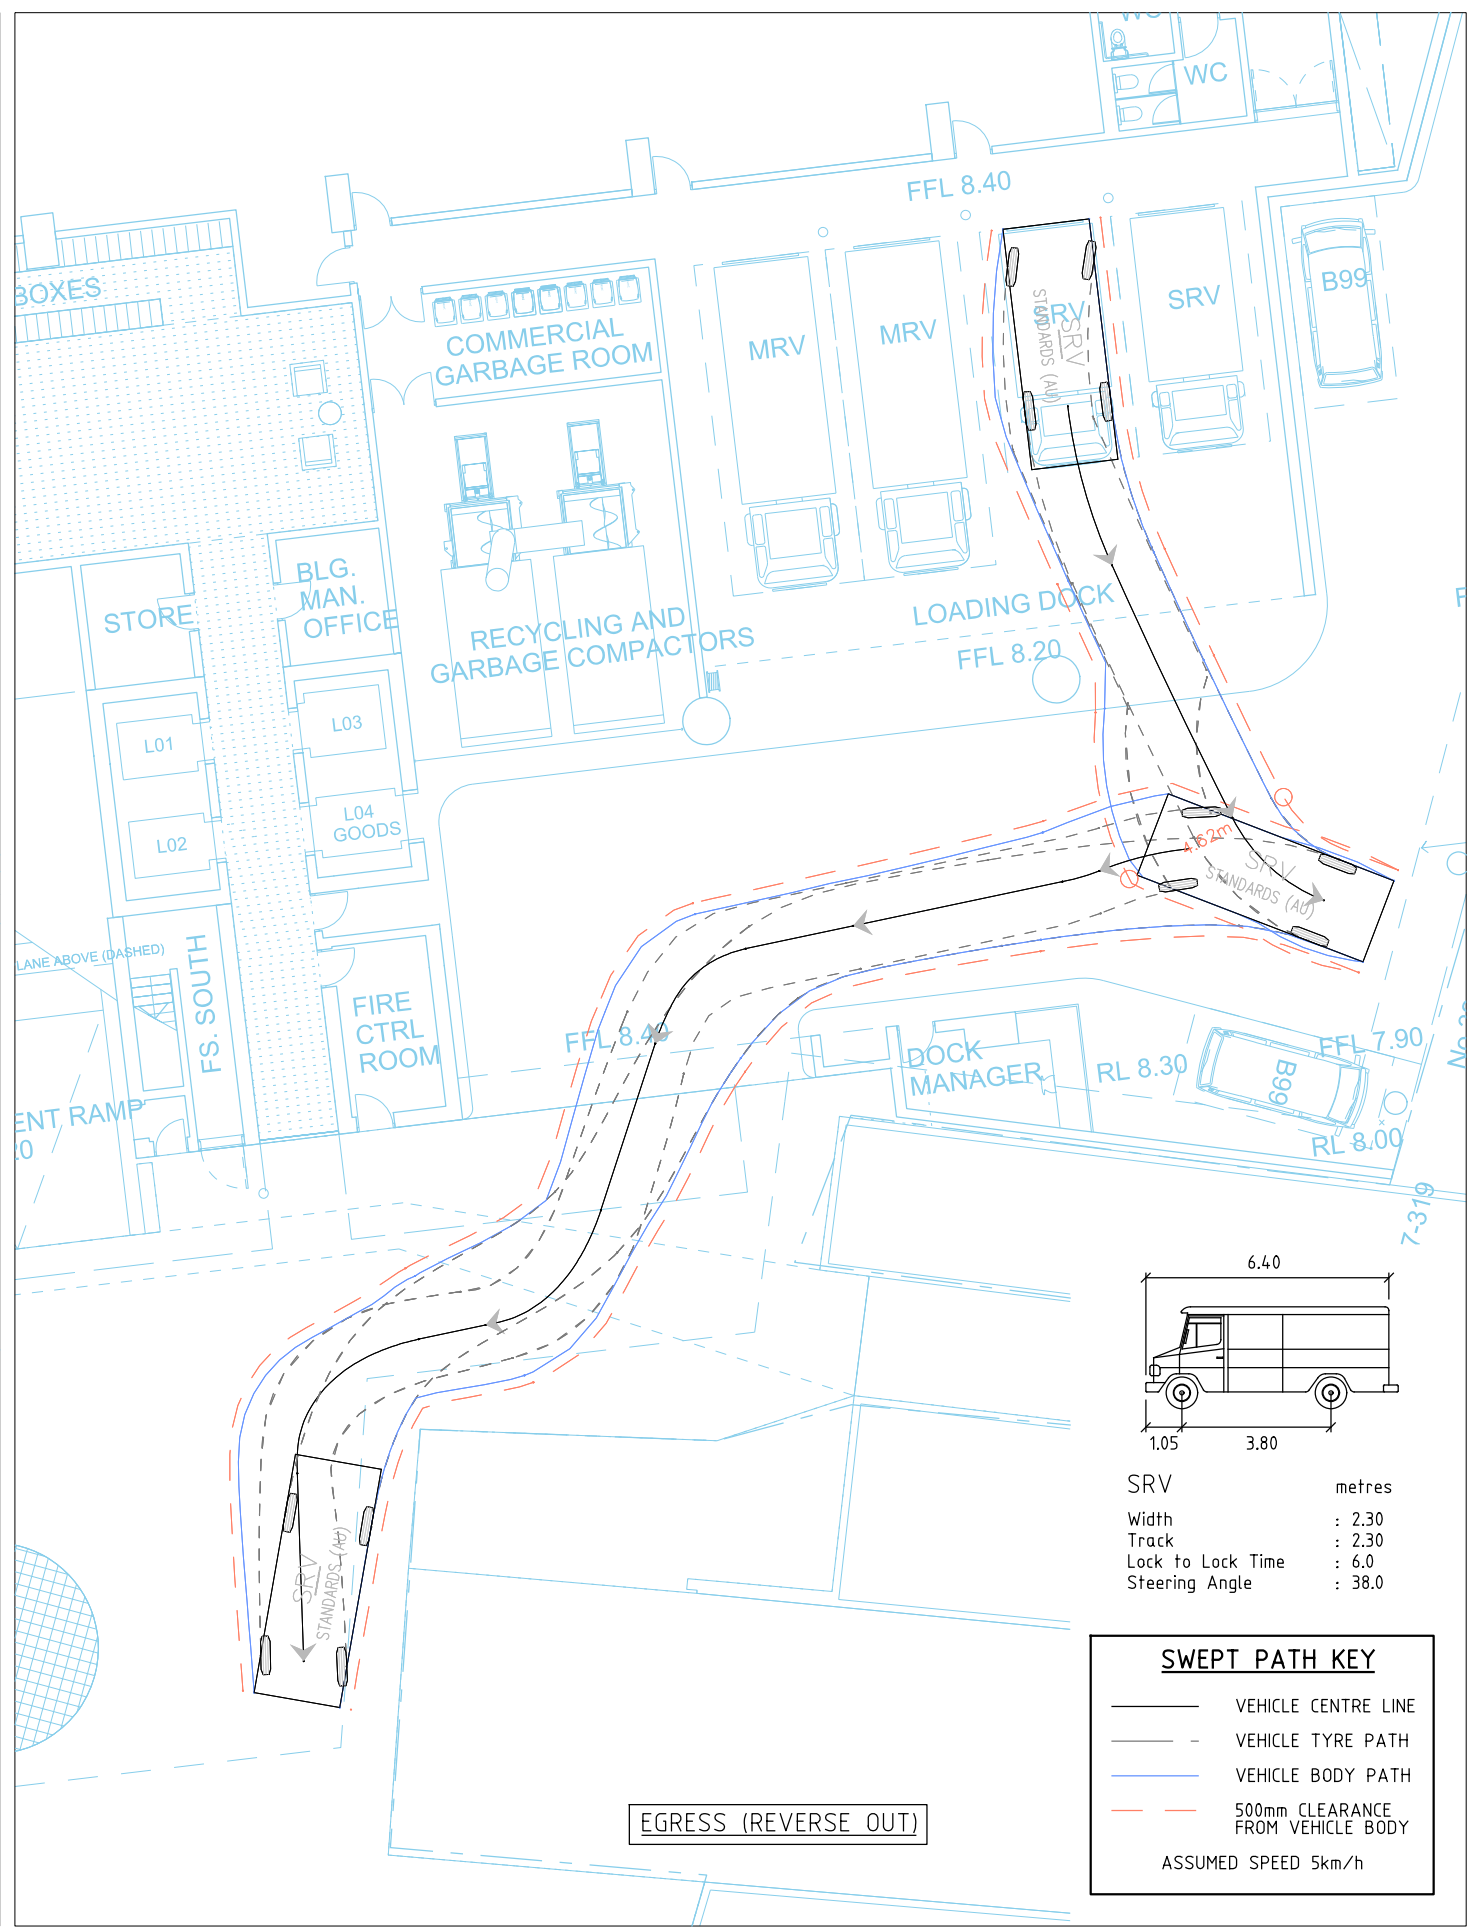 WC
WC
FFL 8.40
BOXES
COMMERCIAL
GARBAGE ROOM
MRV
MRV
SRV
SRV
STANDARDS (AU)
SRV
B99
STORE
BLG.
MAN.
OFFICE
RECYCLING AND
GARBAGE COMPACTORS
LOADING DOCK
FFL 8.20
L01
L03
L02
L04
GOODS
4.62m
SRV
STANDARDS (AU)
LANE ABOVE (DASHED)
FS. SOUTH
FIRE
CTRL
ROOM
FFL 8.40
DOCK
MANAGER
RL 8.30
B99
FFL 7.90
RL 8.00
ENT RAMP
7-319
SRV
STANDARDS (AU)
6.40
1.05
3.80
SRV metres
Width : 2.30
Track : 2.30
Lock to Lock Time : 6.0
Steering Angle : 38.0
SWEPT PATH KEY
VEHICLE CENTRE LINE
VEHICLE TYRE PATH
VEHICLE BODY PATH
500mm CLEARANCE
FROM VEHICLE BODY
ASSUMED SPEED 5km/h
EGRESS (REVERSE OUT)